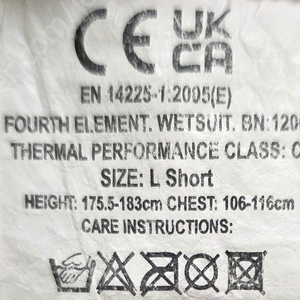 CE UK
CA
EN 14225-1:2005(E)
FOURTH ELEMENT. WETSUIT. BN:120
THERMAL PERFORMANCE CLASS: C
SIZE: L Short
HEIGHT: 175.5-183cm CHEST: 106-116cm
CARE INSTRUCTIONS: